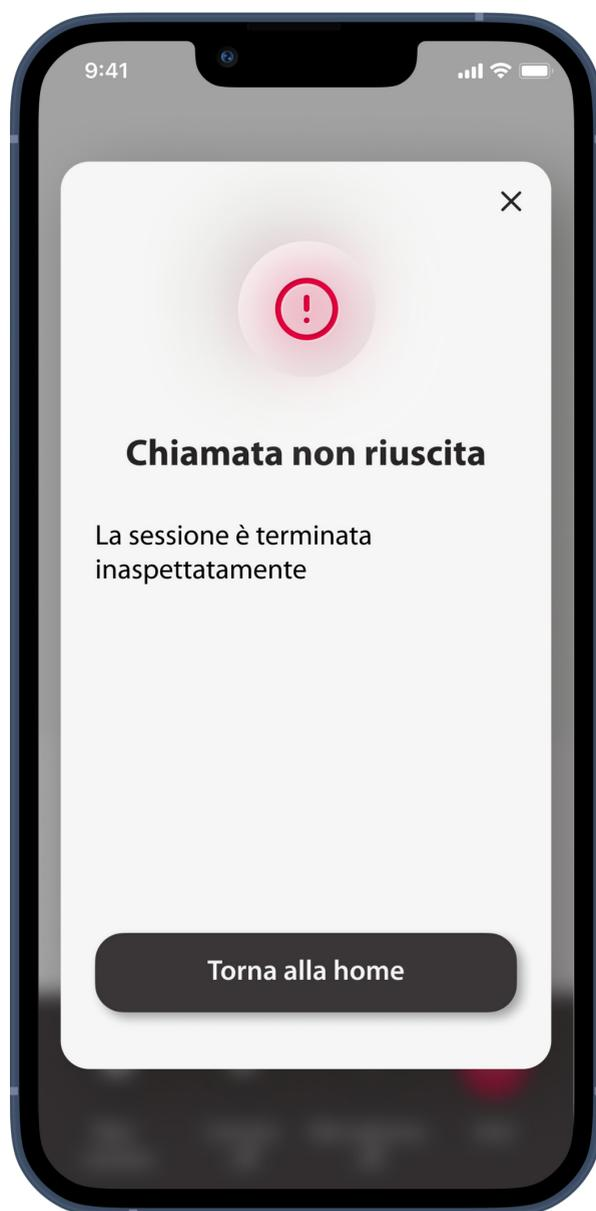 9:41
Chiamata non riuscita
La sessione è terminata
inaspettatamente
Torna alla home